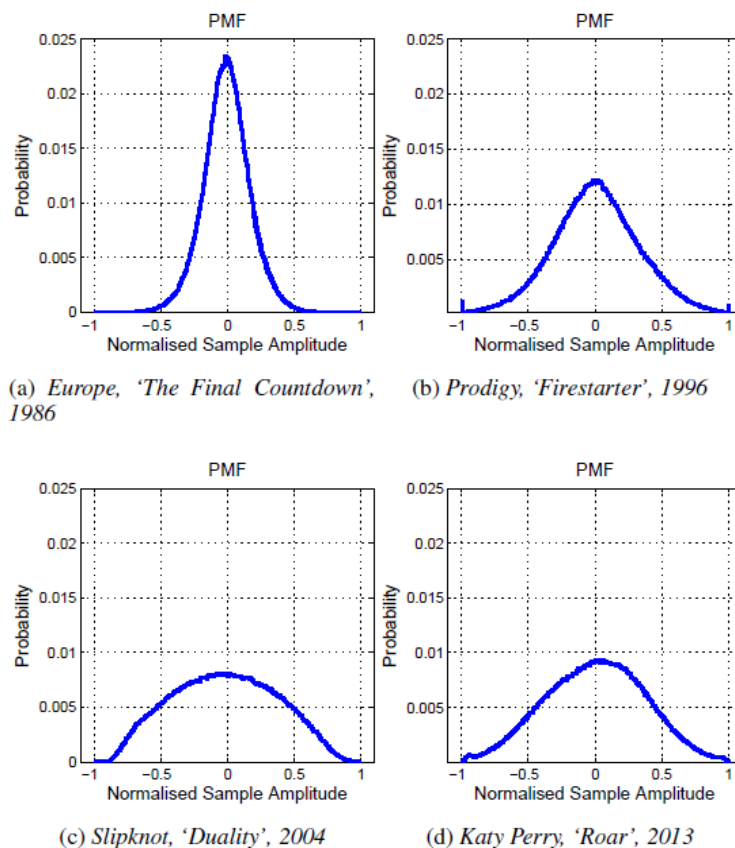 PMF
0.025
0.02
0.015
0.01
0.005
0
Probability
−1 −0.5 0 0.5 1
Normalised Sample Amplitude
(a) Europe, ‘The Final Countdown’,
1986
PMF
0.025
0.02
0.015
0.01
0.005
Probability
−1 −0.5 0 0.5 1
Normalised Sample Amplitude
(b) Prodigy, ‘Firestarter’, 1996
PMF
0.025
0.02
0.015
0.01
0.005
0
Probability
−1 −0.5 0 0.5 1
Normalised Sample Amplitude
(c) Slipknot, ‘Duality’, 2004
PMF
0.025
0.02
0.015
0.01
0.005
Probability
−1 −0.5 0 0.5 1
Normalised Sample Amplitude
(d) Katy Perry, ‘Roar’, 2013